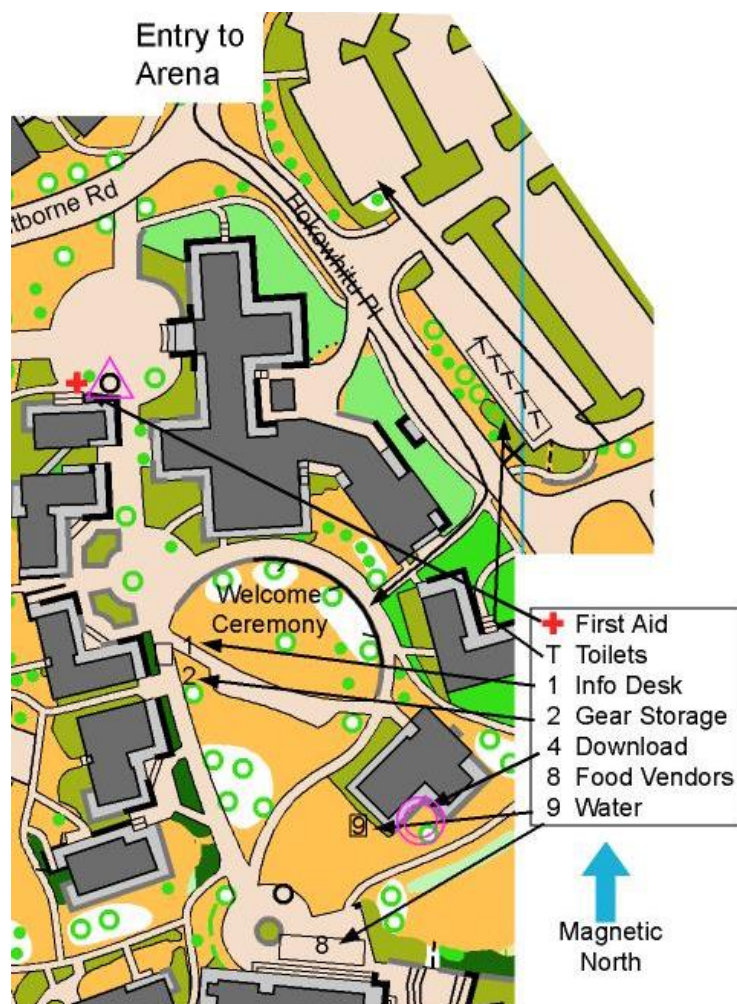 Entry to
Arena
tborne Rd
Hokowhitu Pl
Welcome
Ceremony
1
2
9
8
First Aid
T Toilets
1 Info Desk
2 Gear Storage
4 Download
8 Food Vendors
9 Water
Magnetic
North